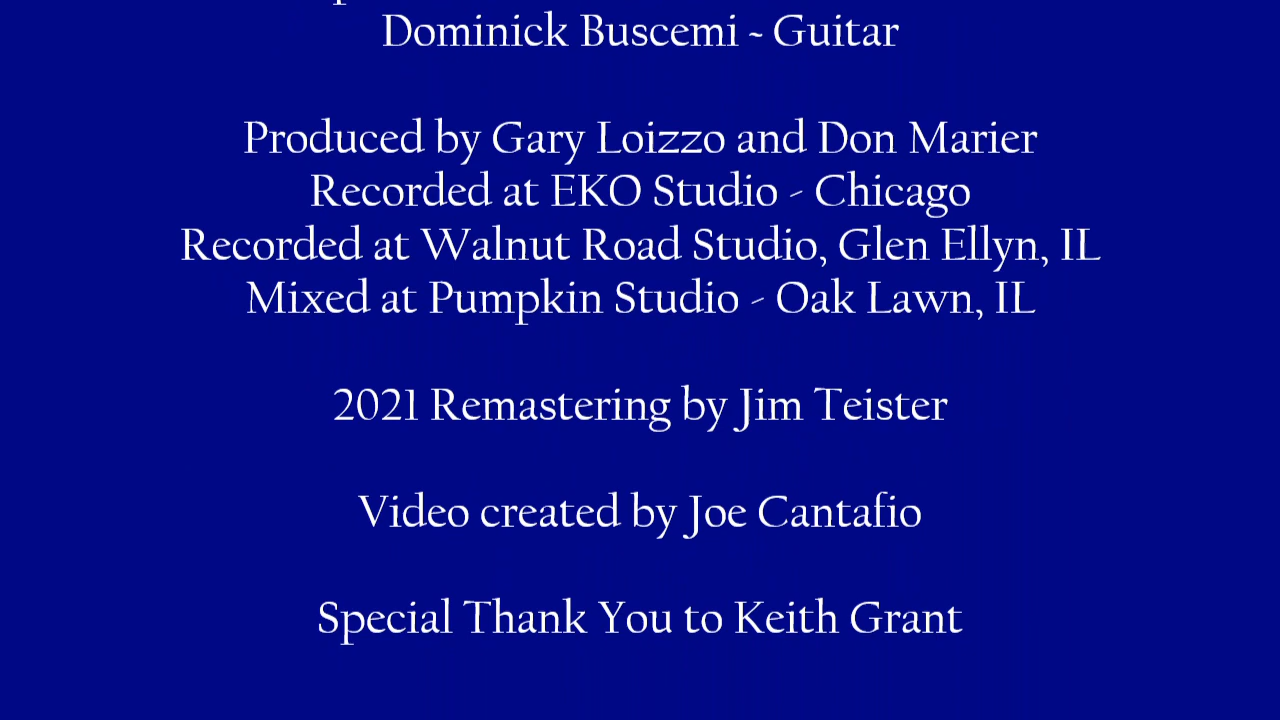 Dominick Buscemi ~ Guitar
Produced by Gary Loizzo and Don Marier
Recorded at EKO Studio - Chicago
Recorded at Walnut Road Studio, Glen Ellyn, IL
Mixed at Pumpkin Studio - Oak Lawn, IL
2021 Remastering by Jim Teister
Video created by Joe Cantafio
Special Thank You to Keith Grant